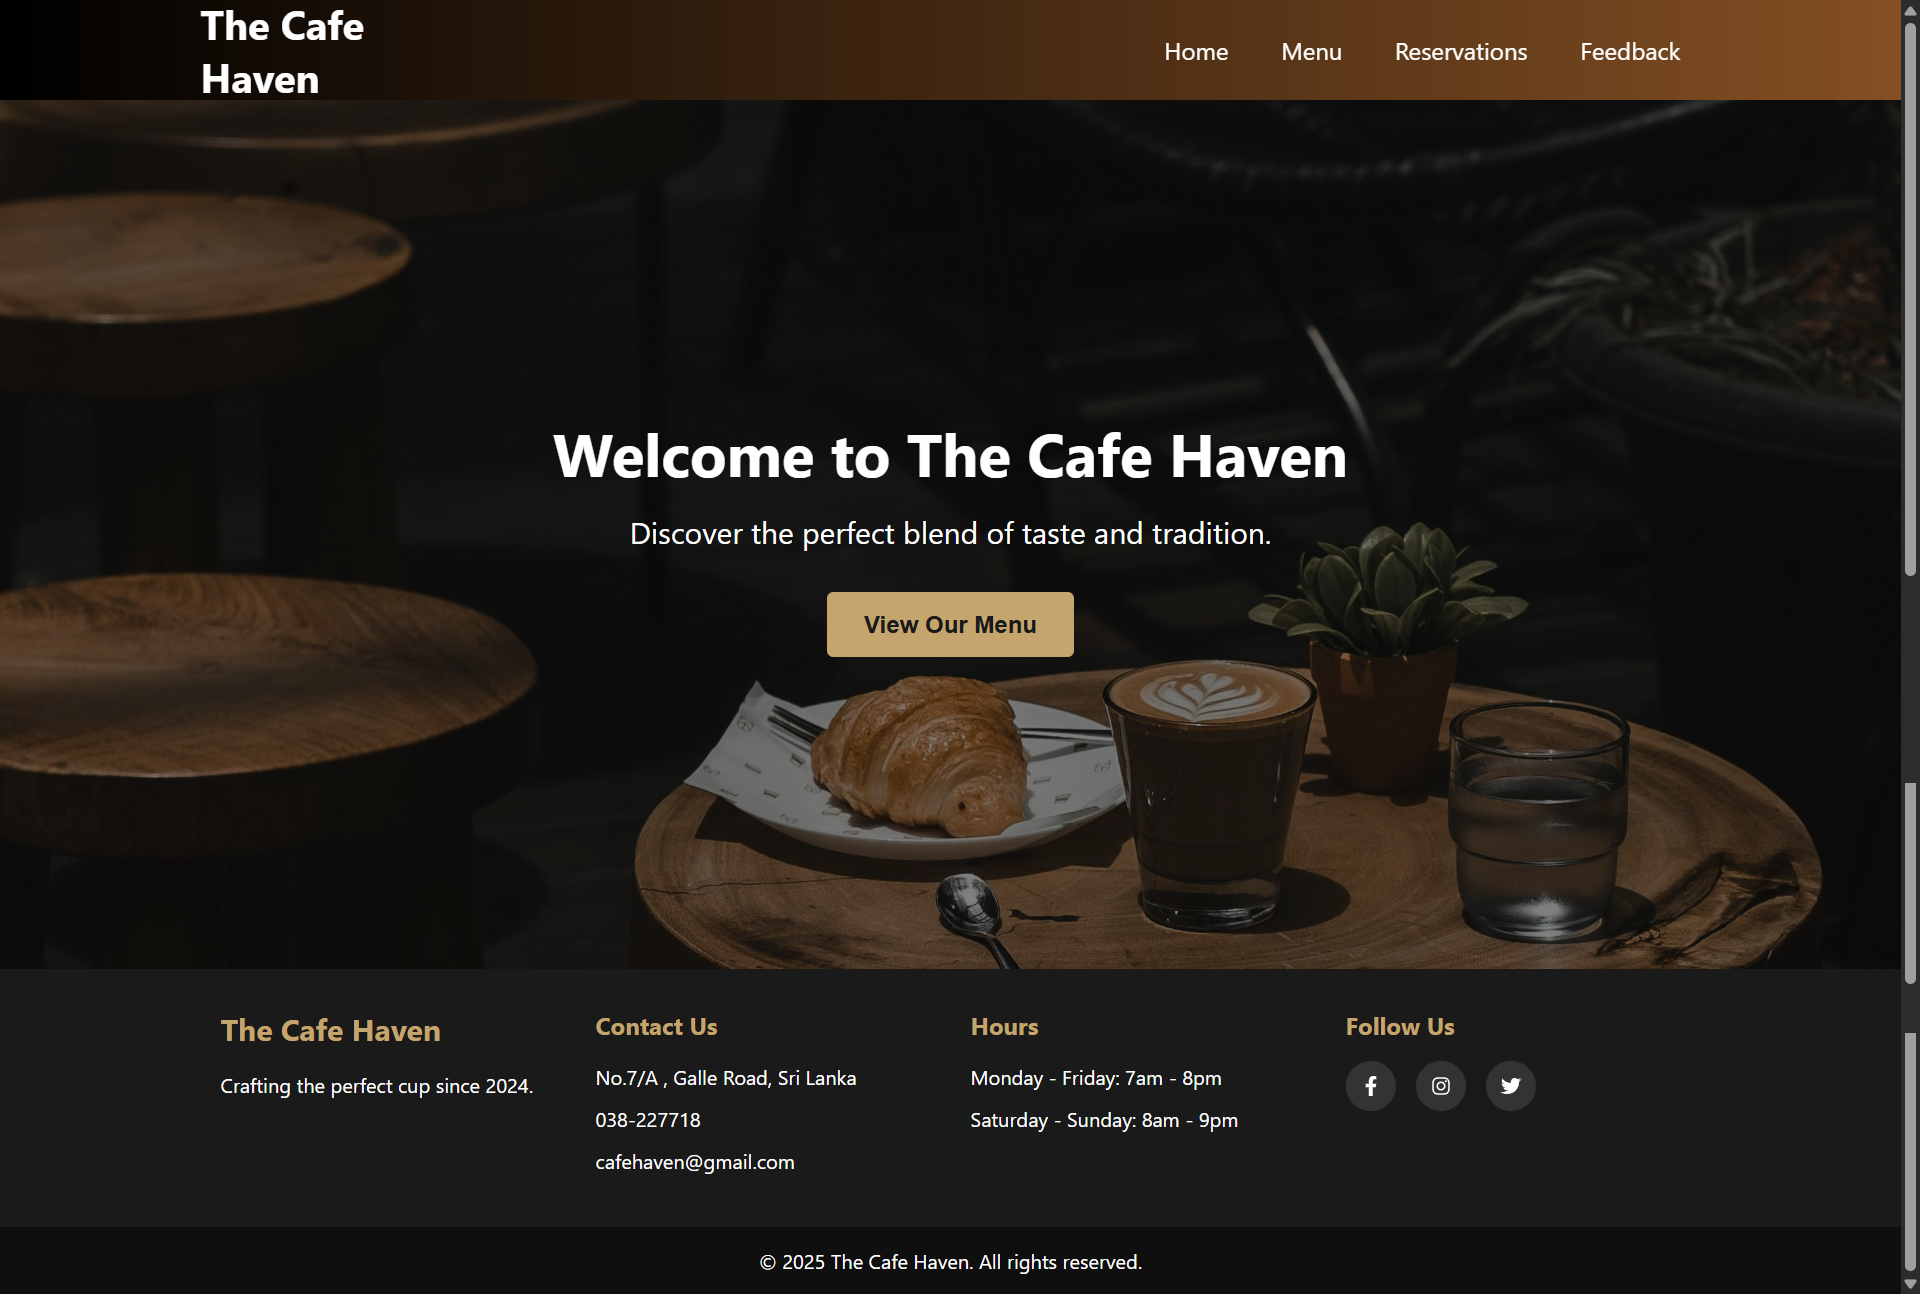 The Cafe
Haven
Home
Menu
Reservations
Feedback
Welcome to The Cafe Haven
Discover the perfect blend of taste and tradition.
View Our Menu
The Cafe Haven
Crafting the perfect cup since 2024.
Contact Us
No.7/A , Galle Road, Sri Lanka
038-227718
cafehaven@gmail.com
Hours
Monday - Friday: 7am - 8pm
Saturday - Sunday: 8am - 9pm
Follow Us
© 2025 The Cafe Haven. All rights reserved.